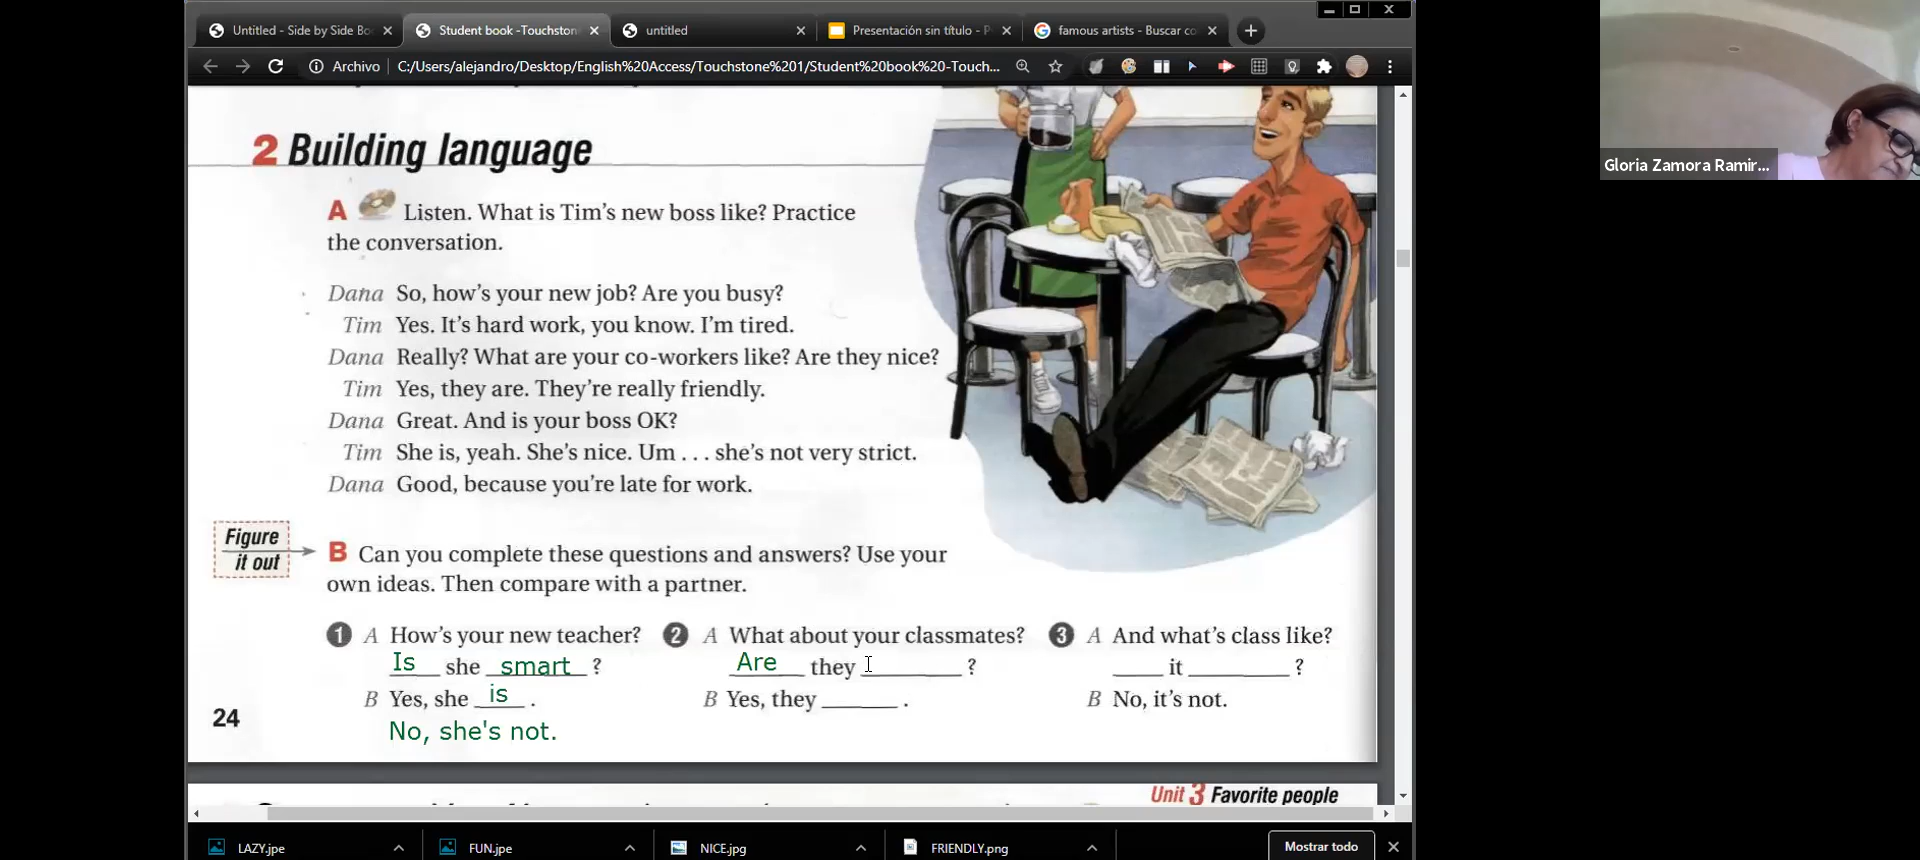 Untitled - Side by Side Bo
Student book -Touchston
untitled
Presentación sin título - P
famous artists - Buscar co
Archivo
C:/Users/alejandro/Desktop/English%20Access/Touchstone%201/Student%20book%20-Touch...
Gloria Zamora Ramir...
2 Building language
A Listen. What is Tim's new boss like? Practice
the conversation.
Dana So, how's your new job? Are you busy?
Tim Yes. It's hard work, you know. I'm tired.
Dana Really? What are your co-workers like? Are they nice?
Tim Yes, they are. They're really friendly.
Dana Great. And is your boss OK?
Tim She is, yeah. She's nice. Um . . . she's not very strict.
Dana Good, because you're late for work.
Figure
it out
B Can you complete these questions and answers? Use your
own ideas. Then compare with a partner.
1 A How's your new teacher?
Is she smart ?
B Yes, she is .
No, she's not.
2 A What about your classmates?
Are they ________ ?
B Yes, they ______ .
3 A And what's class like?
____ it ________ ?
B No, it's not.
24
Unit 3 Favorite people
LAZY.jpe
FUN.jpe
NICE.jpg
FRIENDLY.png
Mostrar todo